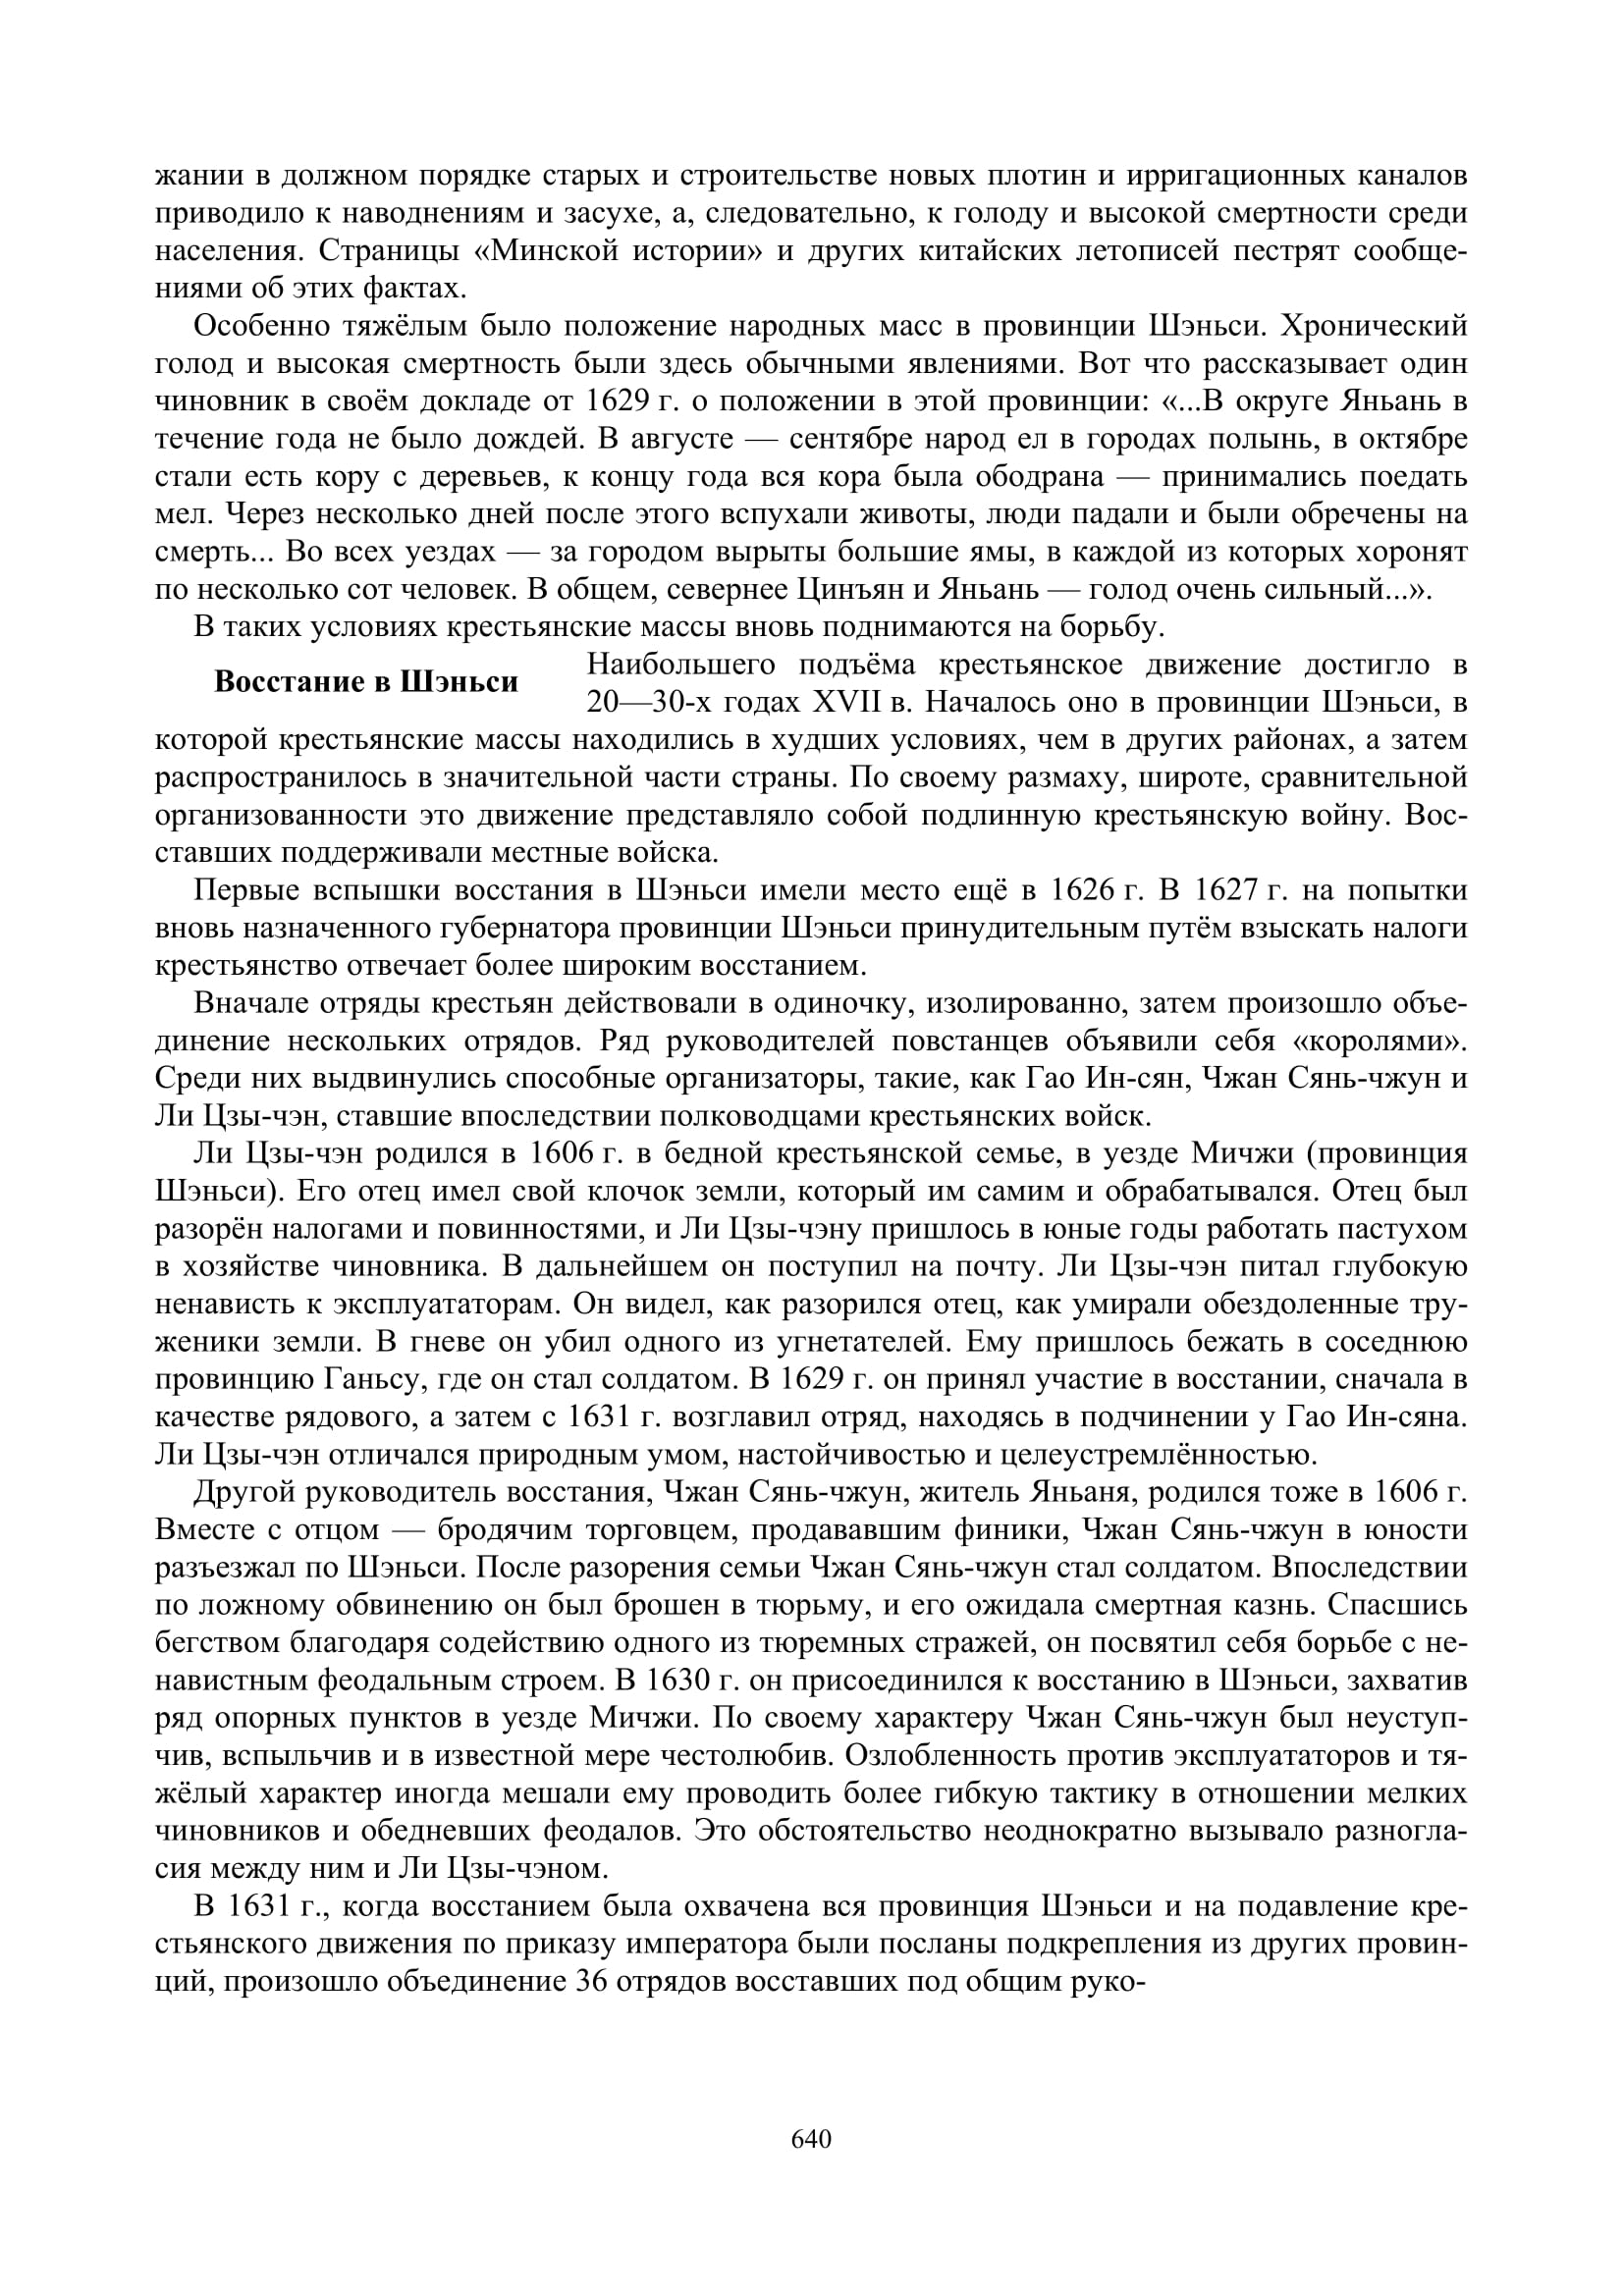 жании в должном порядке старых и строительстве новых плотин и ирригационных каналов
приводило к наводнениям и засухе, а, следовательно, к голоду и высокой смертности среди
населения. Страницы «Минской истории» и других китайских летописей пестрят сообще-
ниями об этих фактах.
Особенно тяжёлым было положение народных масс в провинции Шэньси. Хронический
голод и высокая смертность были здесь обычными явлениями. Вот что рассказывает один
чиновник в своём докладе от 1629 г. о положении в этой провинции: «...В округе Яньань в
течение года не было дождей. В августе — сентябре народ ел в городах полынь, в октябре
стали есть кору с деревьев, к концу года вся кора была ободрана — принимались поедать
мел. Через несколько дней после этого вспухали животы, люди падали и были обречены на
смерть... Во всех уездах — за городом вырыты большие ямы, в каждой из которых хоронят
по несколько сот человек. В общем, севернее Цинъян и Яньань — голод очень сильный...».
В таких условиях крестьянские массы вновь поднимаются на борьбу.
Восстание в Шэньси
Наибольшего подъёма крестьянское движение достигло в
20—30-х годах XVII в. Началось оно в провинции Шэньси, в
которой крестьянские массы находились в худших условиях, чем в других районах, а затем
распространилось в значительной части страны. По своему размаху, широте, сравнительной
организованности это движение представляло собой подлинную крестьянскую войну. Вос-
ставших поддерживали местные войска.
Первые вспышки восстания в Шэньси имели место ещё в 1626 г. В 1627 г. на попытки
вновь назначенного губернатора провинции Шэньси принудительным путём взыскать налоги
крестьянство отвечает более широким восстанием.
Вначале отряды крестьян действовали в одиночку, изолированно, затем произошло объе-
динение нескольких отрядов. Ряд руководителей повстанцев объявили себя «королями».
Среди них выдвинулись способные организаторы, такие, как Гао Ин-сян, Чжан Сянь-чжун и
Ли Цзы-чэн, ставшие впоследствии полководцами крестьянских войск.
Ли Цзы-чэн родился в 1606 г. в бедной крестьянской семье, в уезде Мичжи (провинция
Шэньси). Его отец имел свой клочок земли, который им самим и обрабатывался. Отец был
разорён налогами и повинностями, и Ли Цзы-чэну пришлось в юные годы работать пастухом
в хозяйстве чиновника. В дальнейшем он поступил на почту. Ли Цзы-чэн питал глубокую
ненависть к эксплуататорам. Он видел, как разорился отец, как умирали обездоленные тру-
женики земли. В гневе он убил одного из угнетателей. Ему пришлось бежать в соседнюю
провинцию Ганьсу, где он стал солдатом. В 1629 г. он принял участие в восстании, сначала в
качестве рядового, а затем с 1631 г. возглавил отряд, находясь в подчинении у Гао Ин-сяна.
Ли Цзы-чэн отличался природным умом, настойчивостью и целеустремлённостью.
Другой руководитель восстания, Чжан Сянь-чжун, житель Яньаня, родился тоже в 1606 г.
Вместе с отцом — бродячим торговцем, продававшим финики, Чжан Сянь-чжун в юности
разъезжал по Шэньси. После разорения семьи Чжан Сянь-чжун стал солдатом. Впоследствии
по ложному обвинению он был брошен в тюрьму, и его ожидала смертная казнь. Спасшись
бегством благодаря содействию одного из тюремных стражей, он посвятил себя борьбе с не-
навистным феодальным строем. В 1630 г. он присоединился к восстанию в Шэньси, захватив
ряд опорных пунктов в уезде Мичжи. По своему характеру Чжан Сянь-чжун был неуступ-
чив, вспыльчив и в известной мере честолюбив. Озлобленность против эксплуататоров и тя-
жёлый характер иногда мешали ему проводить более гибкую тактику в отношении мелких
чиновников и обедневших феодалов. Это обстоятельство неоднократно вызывало разногла-
сия между ним и Ли Цзы-чэном.
В 1631 г., когда восстанием была охвачена вся провинция Шэньси и на подавление кре-
стьянского движения по приказу императора были посланы подкрепления из других провин-
ций, произошло объединение 36 отрядов восставших под общим руко-
640